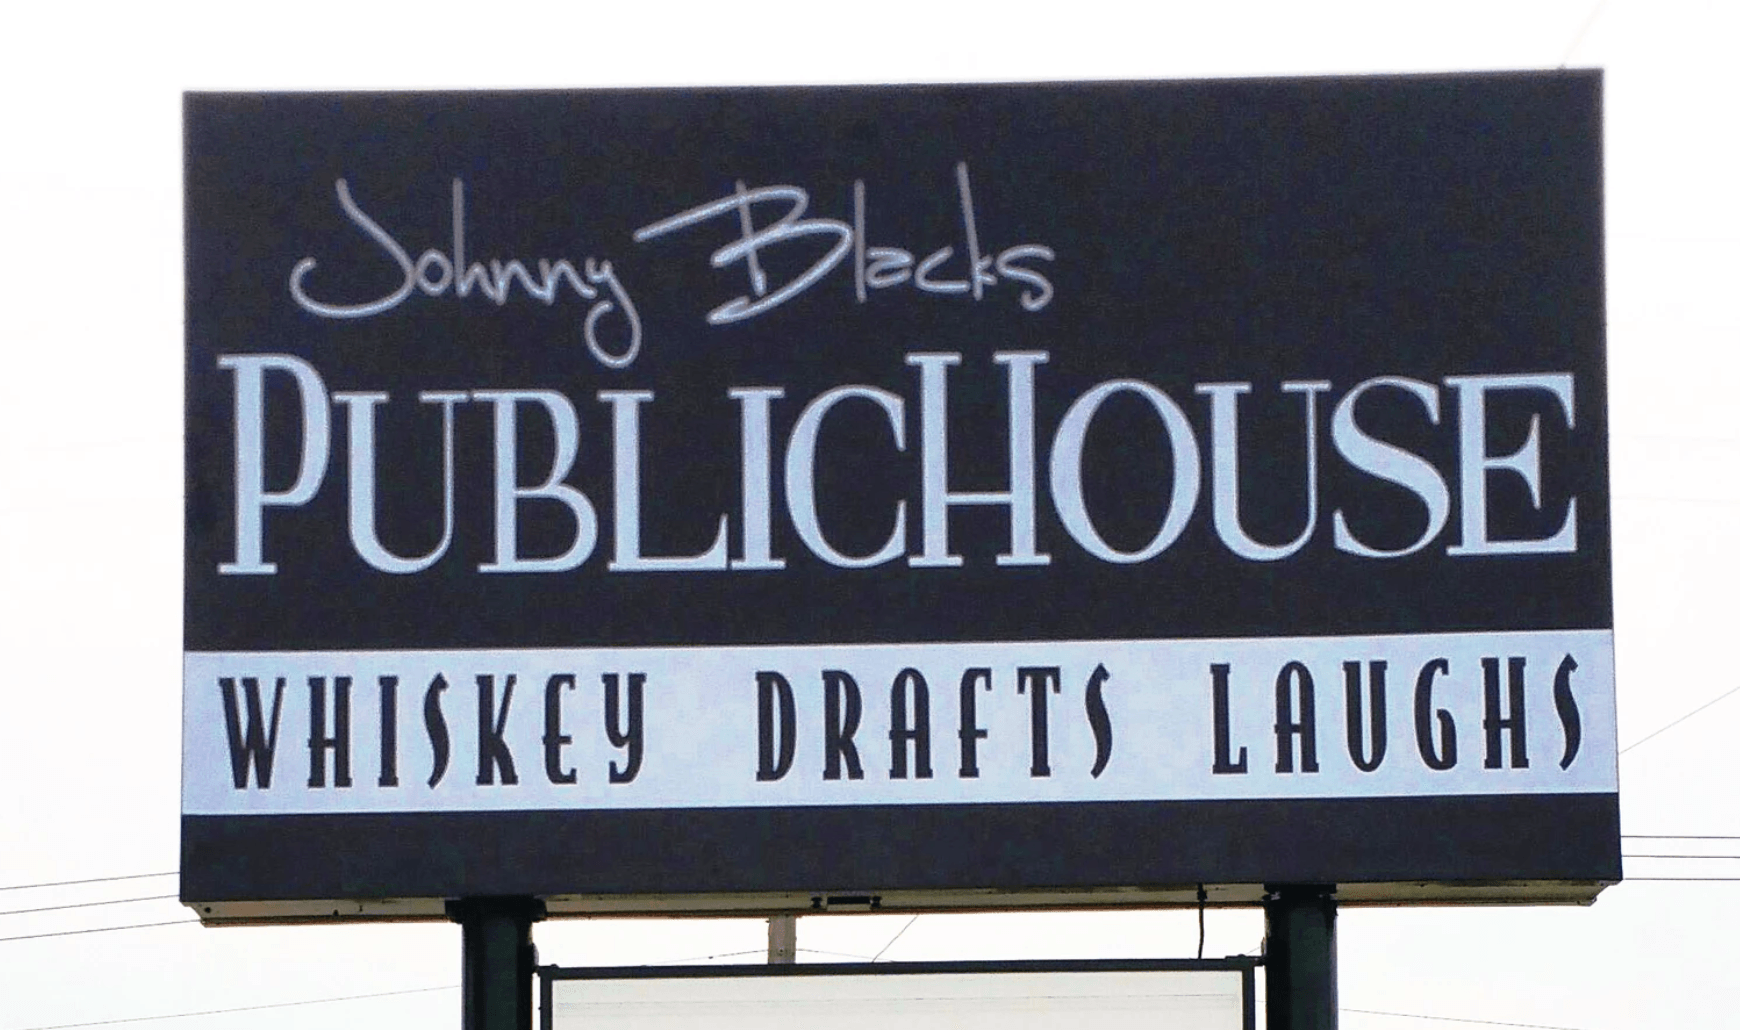 Johnny Blacks
PUBLICHOUSE
WHISKEY DRAFTS LAUGHS